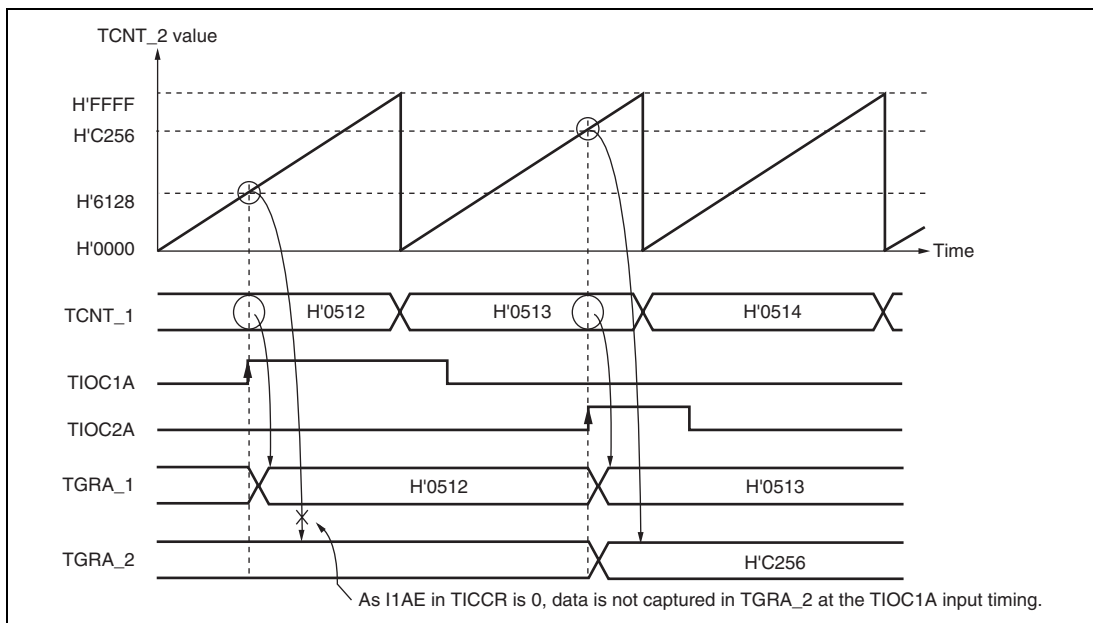 TCNT_2 value
H'FFFF
H'C256
H'6128
H'0000
Time
TCNT_1 H'0512 H'0513 H'0514
TIOC1A
TIOC2A
TGRA_1 H'0512 H'0513
TGRA_2 H'C256
As I1AE in TICCR is 0, data is not captured in TGRA_2 at the TIOC1A input timing.